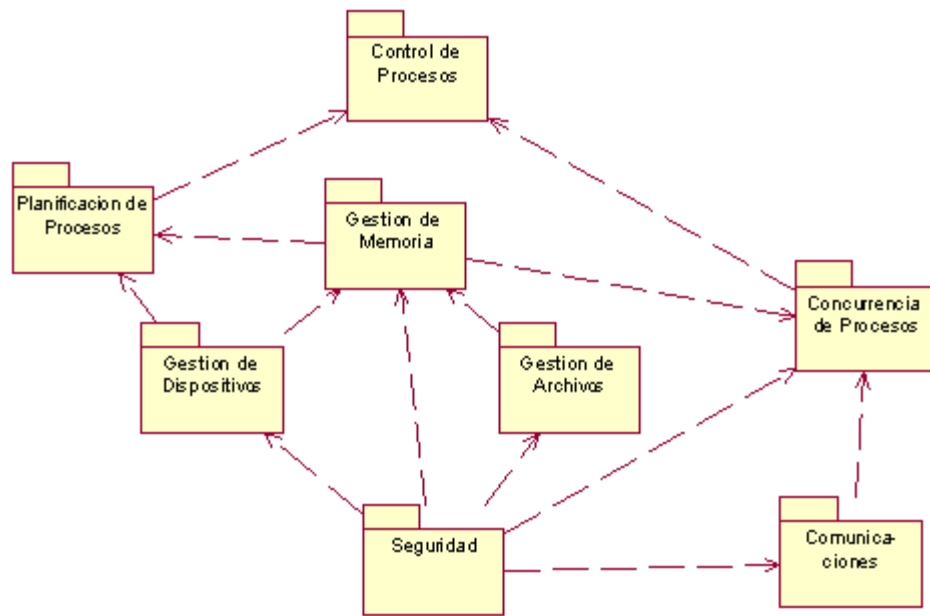 Control de
Procesos
Planificacion de
Procesos
Gestion de
Memoria
Concurrencia
de Procesos
Gestion de
Dispositivos
Gestion de
Archivos
Seguridad
Comunica-
ciones